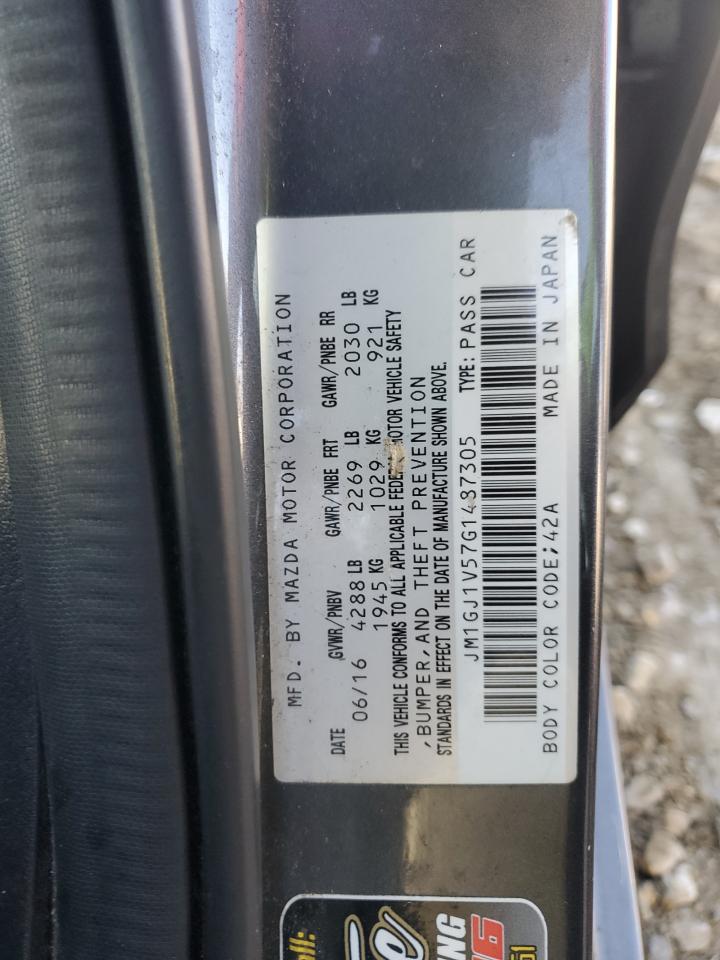 MFD. BY MAZDA MOTOR CORPORATION
DATE GVWR/PNBV GAWR/PNBE FRT GAWR/PNBE RR
06/16 4288 LB 2269 LB 2030 LB
1945 KG 1029 KG 921 KG
THIS VEHICLE CONFORMS TO ALL APPLICABLE FEDERAL MOTOR VEHICLE SAFETY
,BUMPER,AND THEFT PREVENTION
STANDARDS IN EFFECT ON THE DATE OF MANUFACTURE SHOWN ABOVE.
JM1GJ1V57G1487305 TYPE: PASS CAR
BODY COLOR CODE;42A MADE IN JAPAN